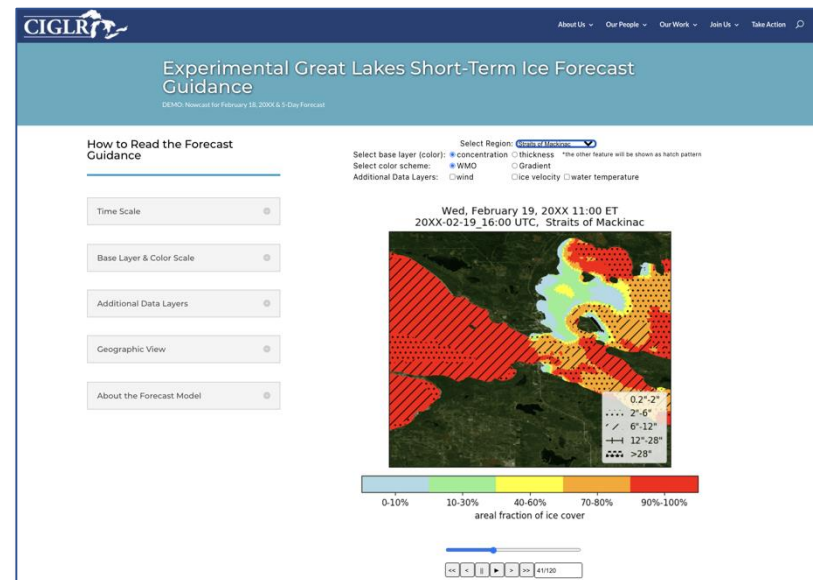 CIGLR
About Us Our People Our Work Join Us Take Action
Experimental Great Lakes Short-Term Ice Forecast
Guidance
DEMO: Nowcast for February 18, 20XX & 5-Day Forecast
How to Read the Forecast
Guidance
Time Scale
Base Layer & Color Scale
Additional Data Layers
Geographic View
About the Forecast Model
Select Region: Straits of Mackinac
Select base layer (color): concentration thickness *the other feature will be shown as hatch pattern
Select color scheme: WMO Gradient
Additional Data Layers: wind ice velocity water temperature
Wed, February 19, 20XX 11:00 ET
20XX-02-19_16:00 UTC, Straits of Mackinac
0.2"-2"
2"-6"
6"-12"
12"-28"
>28"
0-10% 10-30% 40-60% 70-80% 90%-100%
areal fraction of ice cover
<< < || ► > >> 41/120